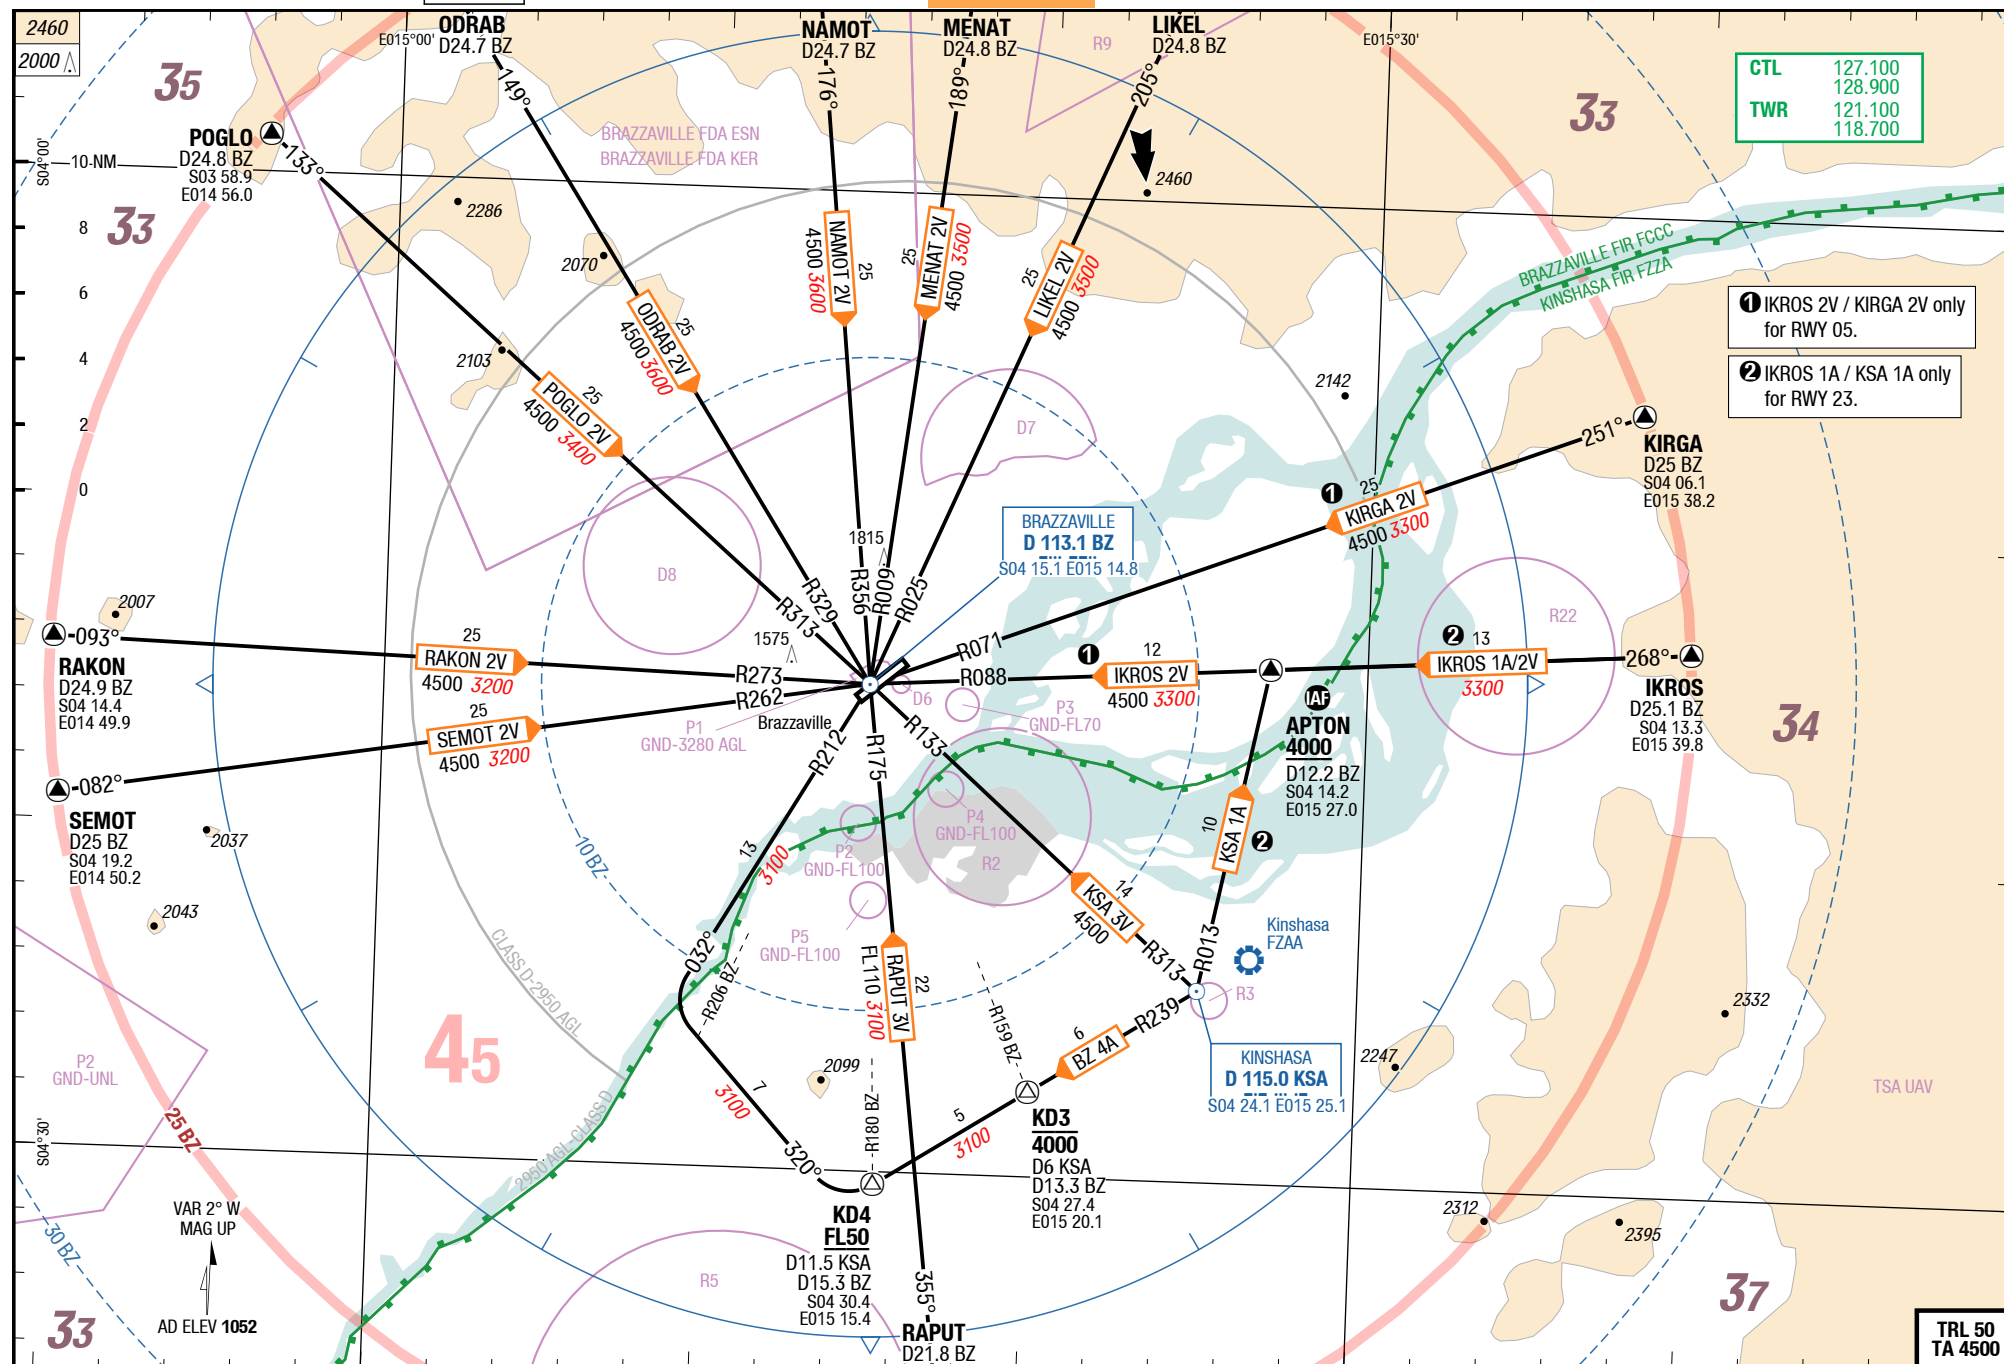 2460
2000
ODRAB
D24.7 BZ
E015°00'
NAMOT
D24.7 BZ
MENAT
D24.8 BZ
LIKEL
D24.8 BZ
E015°30'
R9
CTL 127.100
128.900
TWR 121.100
118.700
35
33
149°
176°
189°
205°
BRAZZAVILLE FDA ESN
BRAZZAVILLE FDA KER
POGLO
D24.8 BZ
S03 58.9
E014 56.0
133°
S04°00'
10-NM
8
6
4
2
0
33
2286
2070
2103
2460
2142
BRAZZAVILLE FIR FCCC
KINSHASA FIR FZZA
1 IKROS 2V / KIRGA 2V only
for RWY 05.
2 IKROS 1A / KSA 1A only
for RWY 23.
25
ODRAB 2V
4500 3600
25
NAMOT 2V
4500 3600
25
MENAT 2V
4500 3500
25
LIKEL 2V
4500 3500
25
POGLO 2V
4500 3400
D7
D8
251°
KIRGA
D25 BZ
S04 06.1
E015 38.2
1
25
KIRGA 2V
4500 3300
BRAZZAVILLE
D 113.1 BZ
S04 15.1 E015 14.8
1815
1575
R313
R329
R356
R009
R025
R071
R088
R273
R262
R212
R175
R133
2007
093°
RAKON
D24.9 BZ
S04 14.4
E014 49.9
25
RAKON 2V
4500 3200
25
SEMOT 2V
4500 3200
082°
SEMOT
D25 BZ
S04 19.2
E014 50.2
2037
2043
P1
GND-3280 AGL
Brazzaville
D6
P3
GND-FL70
1
12
IKROS 2V
4500 3300
2
13
IKROS 1A/2V
3300
R22
268°
IKROS
D25.1 BZ
S04 13.3
E015 39.8
34
IAF
APTON
4000
D12.2 BZ
S04 14.2
E015 27.0
10
KSA 1A
2
R013
P4
GND-FL100
R2
P2
GND-FL100
P5
GND-FL100
10 BZ
13
3100
032°
R206 BZ
14
KSA 3V
4500
R313
Kinshasa
FZAA
R3
22
RAPUT 3V
FL110 3100
R159 BZ
6
BZ 4A
R239
KINSHASA
D 115.0 KSA
S04 24.1 E015 25.1
CLASS D-2950 AGL
2950 AGL-CLASS D
45
P2
GND-UNL
25 BZ
7
3100
320°
2099
R180 BZ
5
3100
KD3
4000
D6 KSA
D13.3 BZ
S04 27.4
E015 20.1
KD4
FL50
D11.5 KSA
D15.3 BZ
S04 30.4
E015 15.4
2332
2247
TSA UAV
2312
2395
37
S04°30'
30 BZ
VAR 2° W
MAG UP
AD ELEV 1052
33
R5
355°
RAPUT
D21.8 BZ
TRL 50
TA 4500